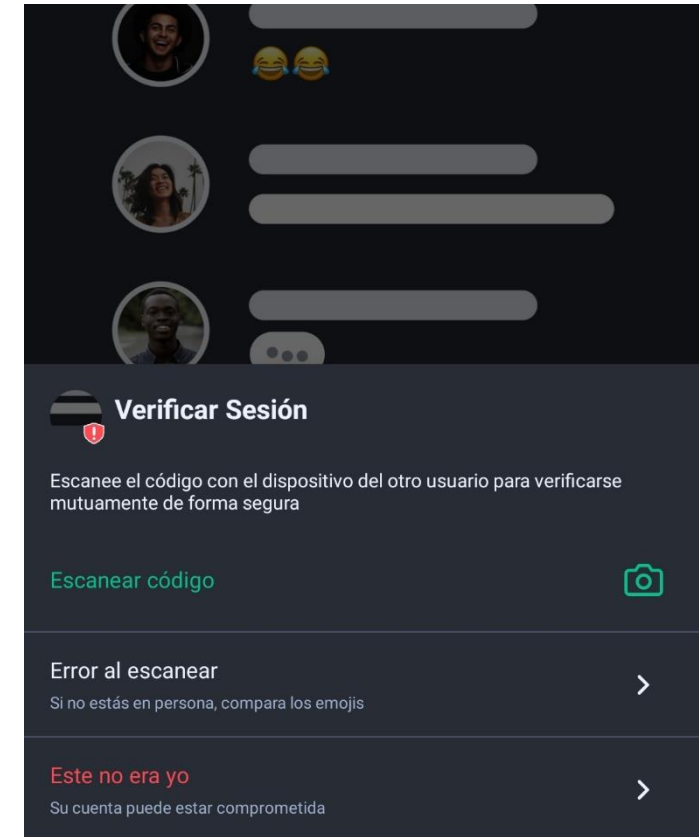 😂😂
Verificar Sesión
Escanee el código con el dispositivo del otro usuario para verificarse
mutuamente de forma segura
Escanear código
Error al escanear
Si no estás en persona, compara los emojis
Este no era yo
Su cuenta puede estar comprometida